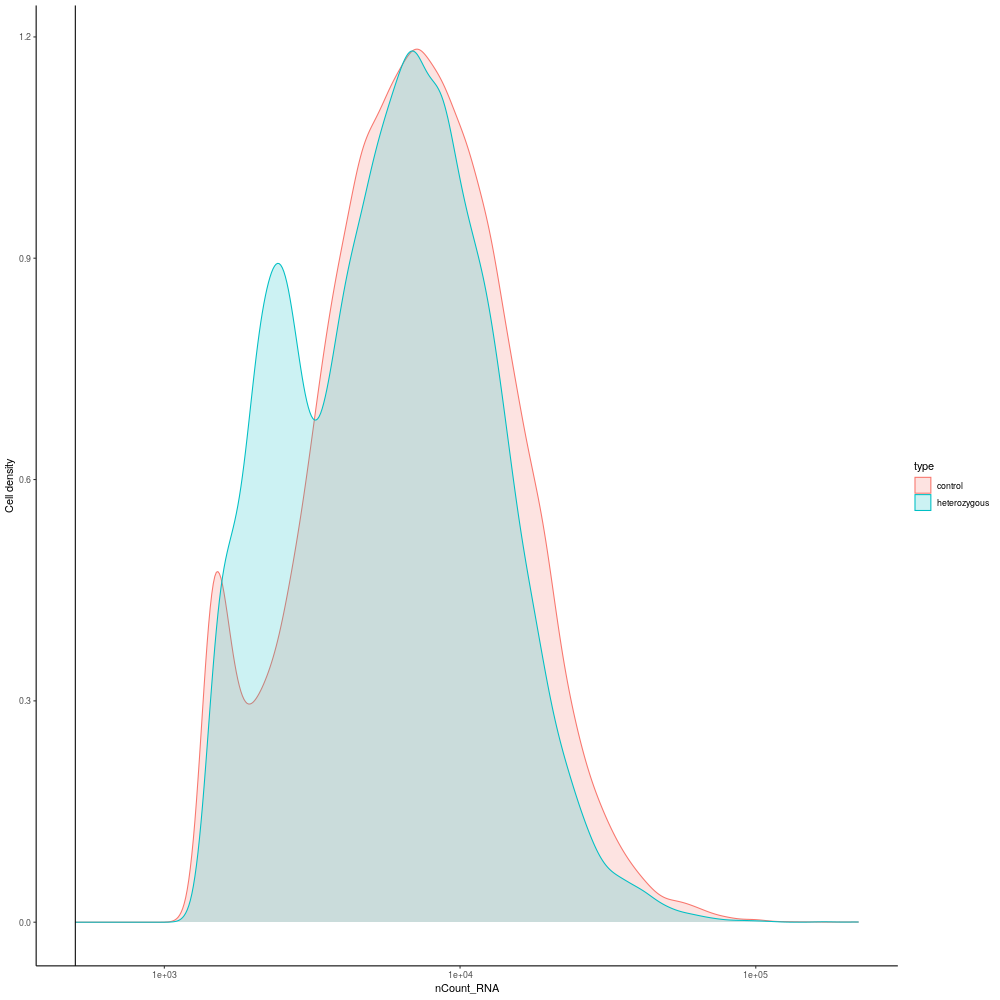 Cell density
1.2
0.9
0.6
0.3
0.0
1e+03
1e+04
1e+05
nCount_RNA
type
control
heterozygous